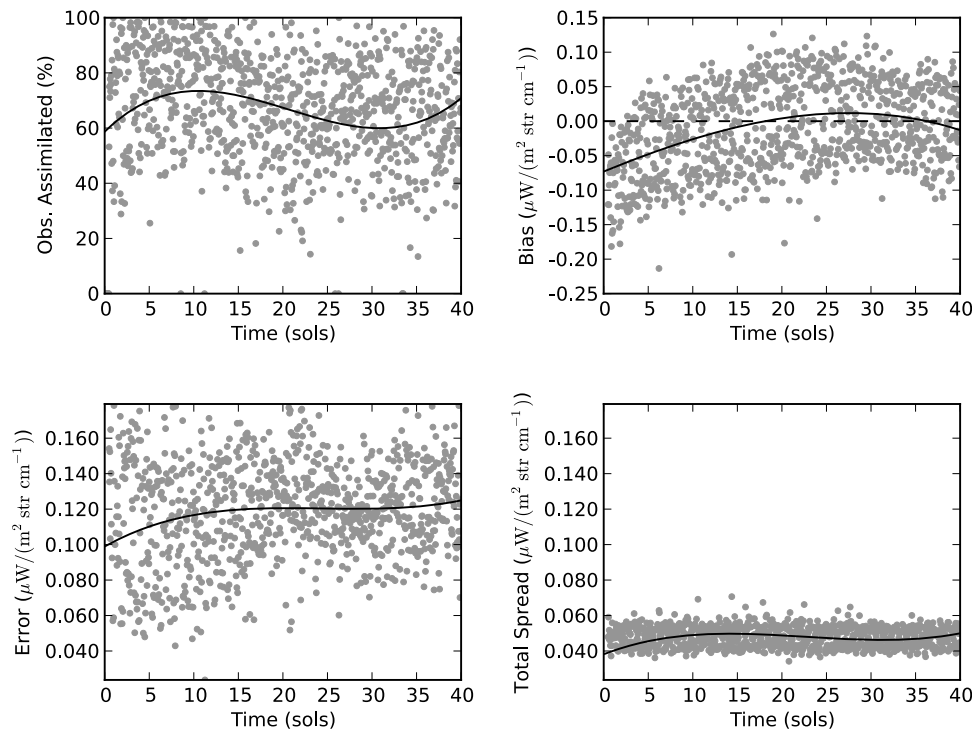 100
80
60
40
20
0
Obs. Assimilated (%)
0 5 10 15 20 25 30 35 40
Time (sols)
0.15
0.10
0.05
0.00
-0.05
-0.10
-0.15
-0.20
-0.25
Bias (μW/(m² str cm⁻¹))
0 5 10 15 20 25 30 35 40
Time (sols)
0.160
0.140
0.120
0.100
0.080
0.060
0.040
Error (μW/(m² str cm⁻¹))
0 5 10 15 20 25 30 35 40
Time (sols)
0.160
0.140
0.120
0.100
0.080
0.060
0.040
Total Spread (μW/(m² str cm⁻¹))
0 5 10 15 20 25 30 35 40
Time (sols)